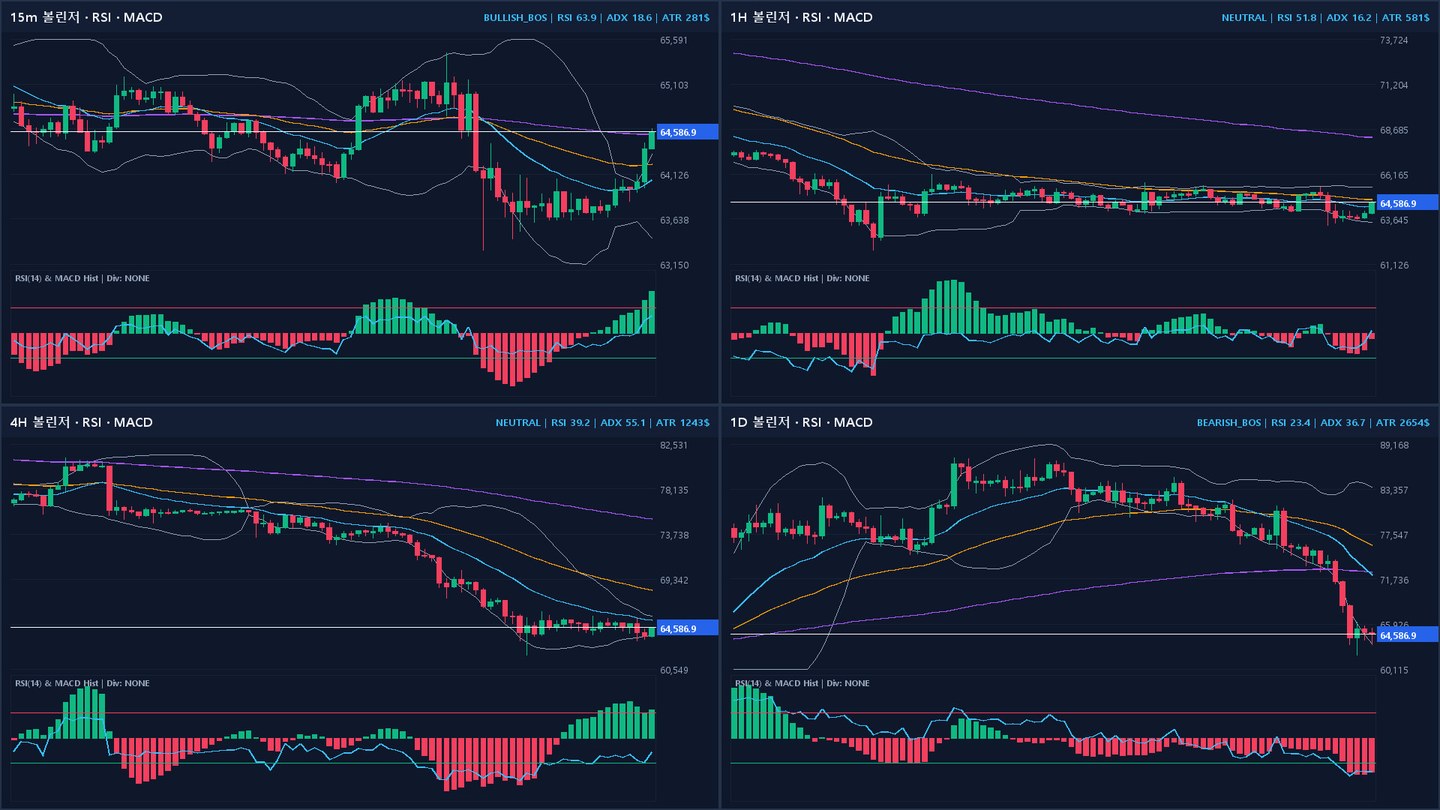 15m 볼린저 · RSI · MACD
BULLISH_BOS | RSI 63.9 | ADX 18.6 | ATR 281$
65,591
65,103
64,586.9
64,126
63,638
63,150
RSI(14) & MACD Hist | Div: NONE
1H 볼린저 · RSI · MACD
NEUTRAL | RSI 51.8 | ADX 16.2 | ATR 581$
73,724
71,204
68,685
66,165
64,586.9
63,645
61,126
RSI(14) & MACD Hist | Div: NONE
4H 볼린저 · RSI · MACD
NEUTRAL | RSI 39.2 | ADX 55.1 | ATR 1243$
82,531
78,135
73,738
69,342
64,586.9
60,549
RSI(14) & MACD Hist | Div: NONE
1D 볼린저 · RSI · MACD
BEARISH_BOS | RSI 23.4 | ADX 36.7 | ATR 2654$
89,168
83,357
77,547
71,736
65,926
64,586.9
60,115
RSI(14) & MACD Hist | Div: NONE